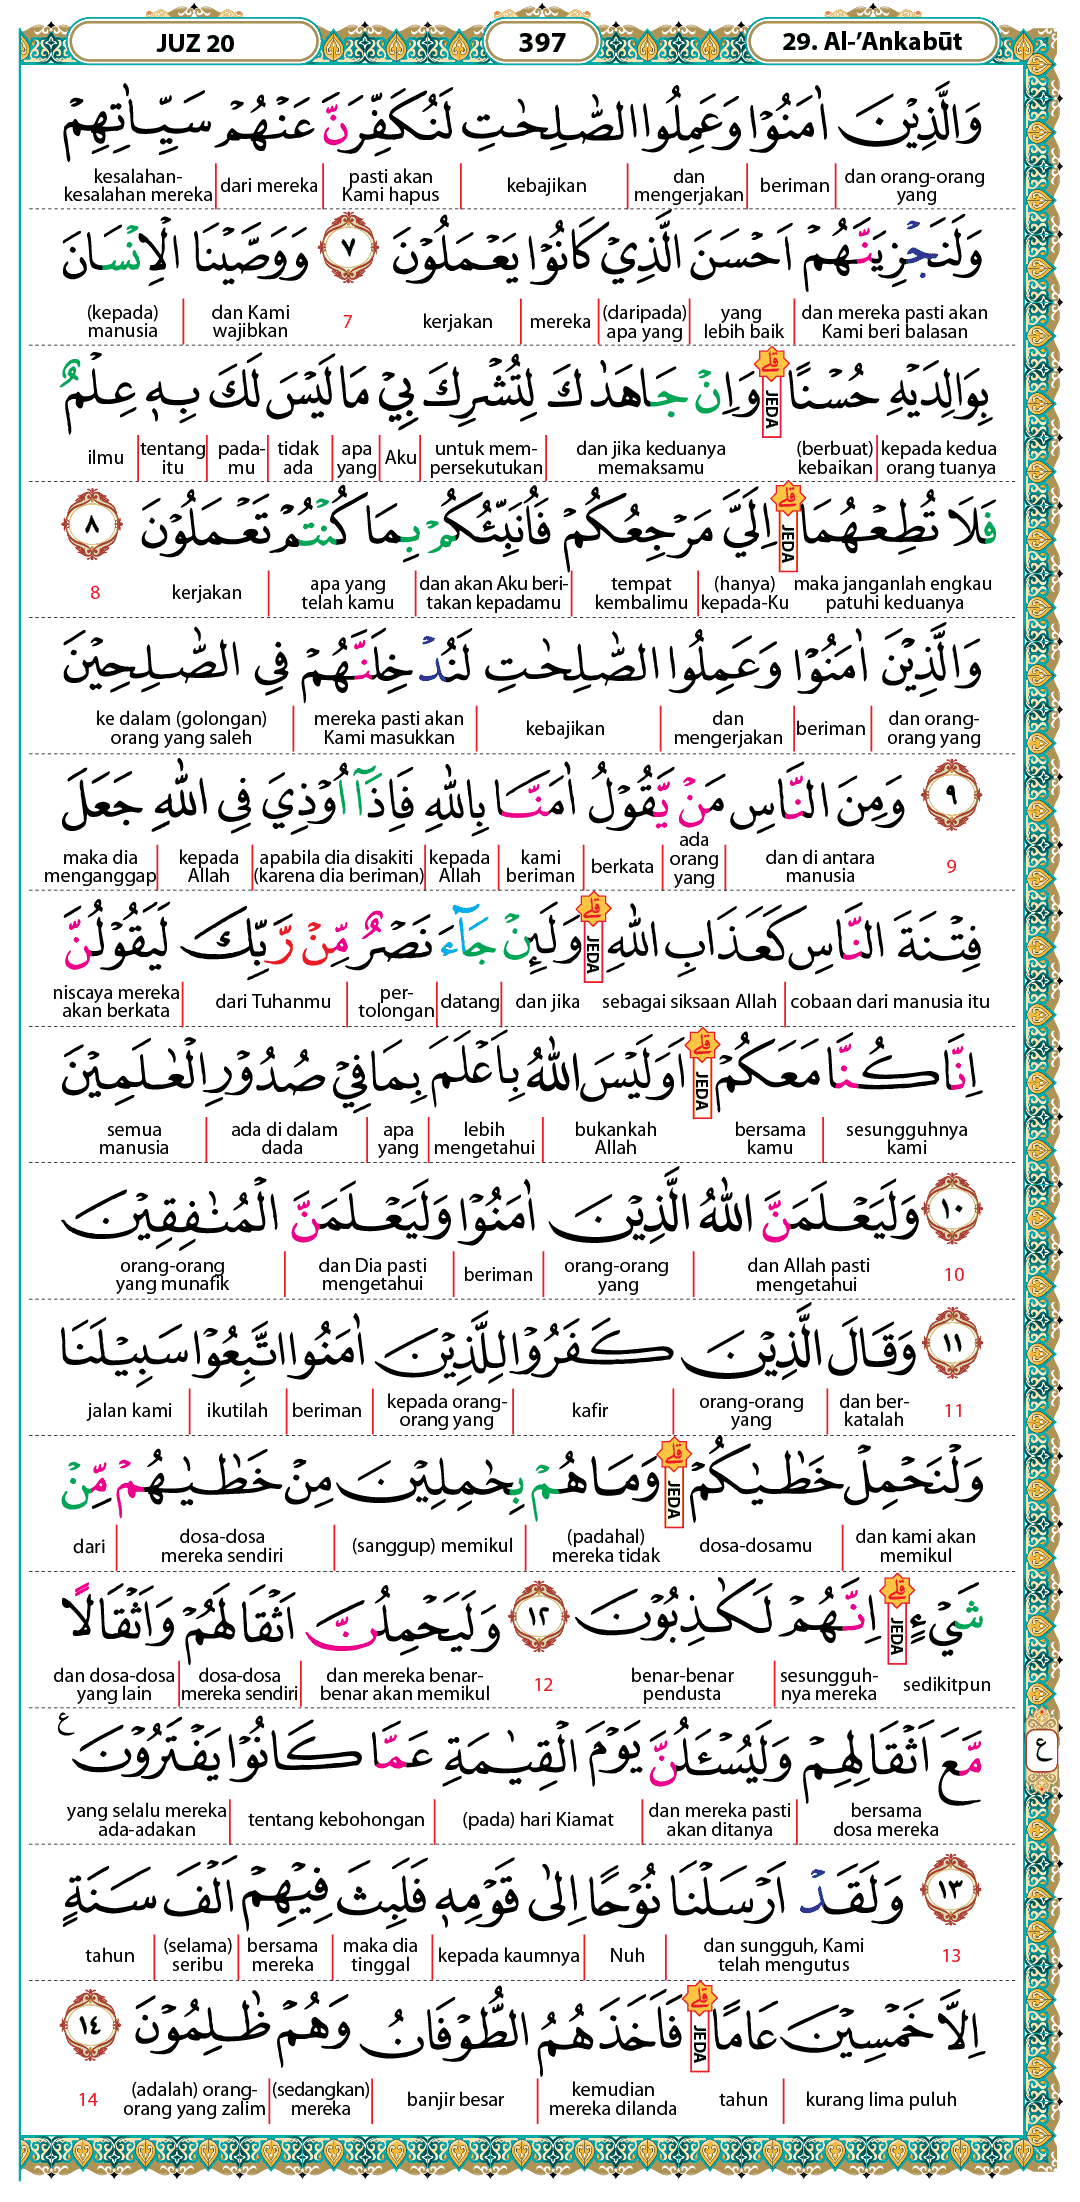 JUZ 20 397 29. Al-’Ankabūt
وَالَّذِيْنَ اٰمَنُوْا وَعَمِلُوا الصّٰلِحٰتِ لَنُكَفِّرَنَّ عَنْهُمْ سَيِّاٰتِهِمْ
dan orang-orang yang beriman dan mengerjakan kebajikan pasti akan Kami hapus dari mereka kesalahan-kesalahan mereka
وَلَنَجْزِيَنَّهُمْ اَحْسَنَ الَّذِيْ كَانُوْا يَعْمَلُوْنَ ٧ وَوَصَّيْنَا الْاِنْسَانَ
dan mereka pasti akan Kami beri balasan yang lebih baik (daripada) apa yang mereka kerjakan 7 dan Kami wajibkan (kepada) manusia
بِوَالِدَيْهِ حُسْنًا ۗ JEDA وَاِنْ جَاهَدٰكَ لِتُشْرِكَ بِيْ مَا لَيْسَ لَكَ بِهٖ عِلْمٌ
kepada kedua orang tuanya (berbuat) kebaikan dan jika keduanya memaksamu untuk mem-persekutukan Aku apa yang tidak ada pada-mu tentang itu ilmu
فَلَا تُطِعْهُمَا ۗ JEDA اِلَيَّ مَرْجِعُكُمْ فَاُنَبِّئُكُمْ بِمَا كُنْتُمْ تَعْمَلُوْنَ ٨
maka janganlah engkau patuhi keduanya (hanya) kepada-Ku tempat kembalimu dan akan Aku beri-takan kepadamu apa yang telah kamu kerjakan 8
وَالَّذِيْنَ اٰمَنُوْا وَعَمِلُوا الصّٰلِحٰتِ لَنُدْخِلَنَّهُمْ فِى الصّٰلِحِيْنَ
dan orang-orang yang beriman dan mengerjakan kebajikan mereka pasti akan Kami masukkan ke dalam (golongan) orang yang saleh
٩ وَمِنَ النَّاسِ مَنْ يَّقُوْلُ اٰمَنَّا بِاللّٰهِ فَاِذَآ اُوْذِيَ فِى اللّٰهِ جَعَلَ
9 dan di antara manusia ada orang yang berkata kami beriman kepada Allah apabila dia disakiti (karena dia beriman) kepada Allah maka dia menganggap
فِتْنَةَ النَّاسِ كَعَذَابِ اللّٰهِ ۗ JEDA وَلَىِٕنْ جَاۤءَ نَصْرٌ مِّنْ رَّبِّكَ لَيَقُوْلُنَّ
cobaan dari manusia itu sebagai siksaan Allah dan jika datang per-tolongan dari Tuhanmu niscaya mereka akan berkata
اِنَّا كُنَّا مَعَكُمْ ۗ JEDA اَوَلَيْسَ اللّٰهُ بِاَعْلَمَ بِمَا فِيْ صُدُوْرِ الْعٰلَمِيْنَ
sesungguhnya kami bersama kamu bukankah Allah lebih mengetahui apa yang ada di dalam dada semua manusia
١٠ وَلَيَعْلَمَنَّ اللّٰهُ الَّذِيْنَ اٰمَنُوْا وَلَيَعْلَمَنَّ الْمُنٰفِقِيْنَ
10 dan Allah pasti mengetahui orang-orang yang beriman dan Dia pasti mengetahui orang-orang yang munafik
١١ وَقَالَ الَّذِيْنَ كَفَرُوْا لِلَّذِيْنَ اٰمَنُوا اتَّبِعُوْا سَبِيْلَنَا
11 dan ber-katalah orang-orang yang kafir kepada orang-orang yang beriman ikutilah jalan kami
وَلْنَحْمِلْ خَطٰيٰكُمْ ۗ JEDA وَمَا هُمْ بِحٰمِلِيْنَ مِنْ خَطٰيٰهُمْ مِّنْ
dan kami akan memikul dosa-dosamu (padahal) mereka tidak (sanggup) memikul dosa-dosa mereka sendiri dari
شَيْءٍ ۗ JEDA اِنَّهُمْ لَكٰذِبُوْنَ ١٢ وَلَيَحْمِلُنَّ اَثْقَالَهُمْ وَاَثْقَالًا
sedikitpun sesungguh-nya mereka benar-benar pendusta 12 dan mereka benar-benar akan memikul dosa-dosa mereka sendiri dan dosa-dosa yang lain
مَّعَ اَثْقَالِهِمْ وَلَيُسْـَٔلُنَّ يَوْمَ الْقِيٰمَةِ عَمَّا كَانُوْا يَفْتَرُوْنَ ع ع
bersama dosa mereka dan mereka pasti akan ditanya (pada) hari Kiamat tentang kebohongan yang selalu mereka ada-adakan
١٣ وَلَقَدْ اَرْسَلْنَا نُوْحًا اِلٰى قَوْمِهٖ فَلَبِثَ فِيْهِمْ اَلْفَ سَنَةٍ
13 dan sungguh, Kami telah mengutus Nuh kepada kaumnya maka dia tinggal bersama mereka (selama) seribu tahun
اِلَّا خَمْسِيْنَ عَامًا ۗ JEDA فَاَخَذَهُمُ الطُّوْفَانُ وَهُمْ ظٰلِمُوْنَ ١٤
kurang lima puluh tahun kemudian mereka dilanda banjir besar (sedangkan) mereka (adalah) orang-orang yang zalim 14